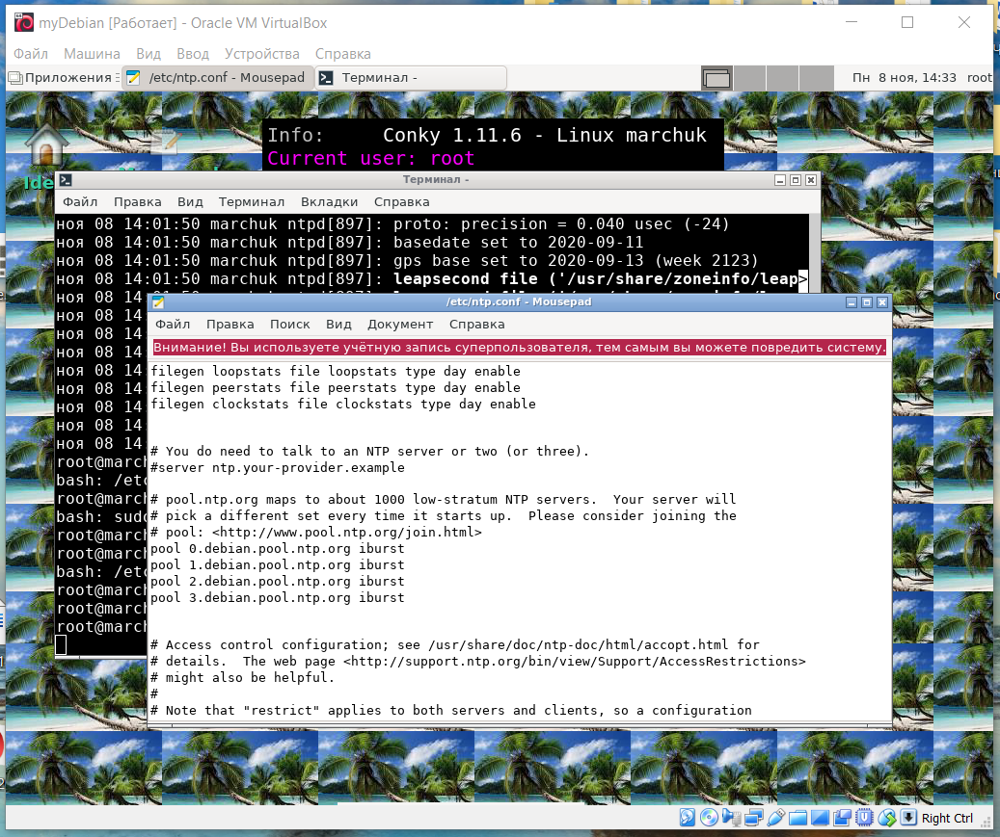 myDebian [Работает] - Oracle VM VirtualBox
Файл Машина Вид Ввод Устройства Справка
Приложения /etc/ntp.conf - Mousepad Терминал - Пн 8 ноя, 14:33 root
Info: Conky 1.11.6 - Linux marchuk
Current user: root
Ide
Терминал -
Файл Правка Вид Терминал Вкладки Справка
ноя 08 14:01:50 marchuk ntpd[897]: proto: precision = 0.040 usec (-24)
ноя 08 14:01:50 marchuk ntpd[897]: basedate set to 2020-09-11
ноя 08 14:01:50 marchuk ntpd[897]: gps base set to 2020-09-13 (week 2123)
ноя 08 14:01:50 marchuk ntpd[897]: leapsecond file ('/usr/share/zoneinfo/leap>
ноя 08 14
ноя 08 14
ноя 08 14
ноя 08 14
ноя 08 14
ноя 08 14
ноя 08 14
ноя 08 14
root@marc
bash: /etc
root@marc
bash: sudo
root@marc
root@marc
bash: /etc
root@marc
root@marc
root@marc
/etc/ntp.conf - Mousepad
Файл Правка Поиск Вид Документ Справка
Внимание! Вы используете учётную запись суперпользователя, тем самым вы можете повредить систему.
filegen loopstats file loopstats type day enable
filegen peerstats file peerstats type day enable
filegen clockstats file clockstats type day enable
# You do need to talk to an NTP server or two (or three).
#server ntp.your-provider.example
# pool.ntp.org maps to about 1000 low-stratum NTP servers.  Your server will
# pick a different set every time it starts up.  Please consider joining the
# pool: <http://www.pool.ntp.org/join.html>
pool 0.debian.pool.ntp.org iburst
pool 1.debian.pool.ntp.org iburst
pool 2.debian.pool.ntp.org iburst
pool 3.debian.pool.ntp.org iburst
# Access control configuration; see /usr/share/doc/ntp-doc/html/accopt.html for
# details.  The web page <http://support.ntp.org/bin/view/Support/AccessRestrictions>
# might also be helpful.
#
# Note that "restrict" applies to both servers and clients, so a configuration
Right Ctrl